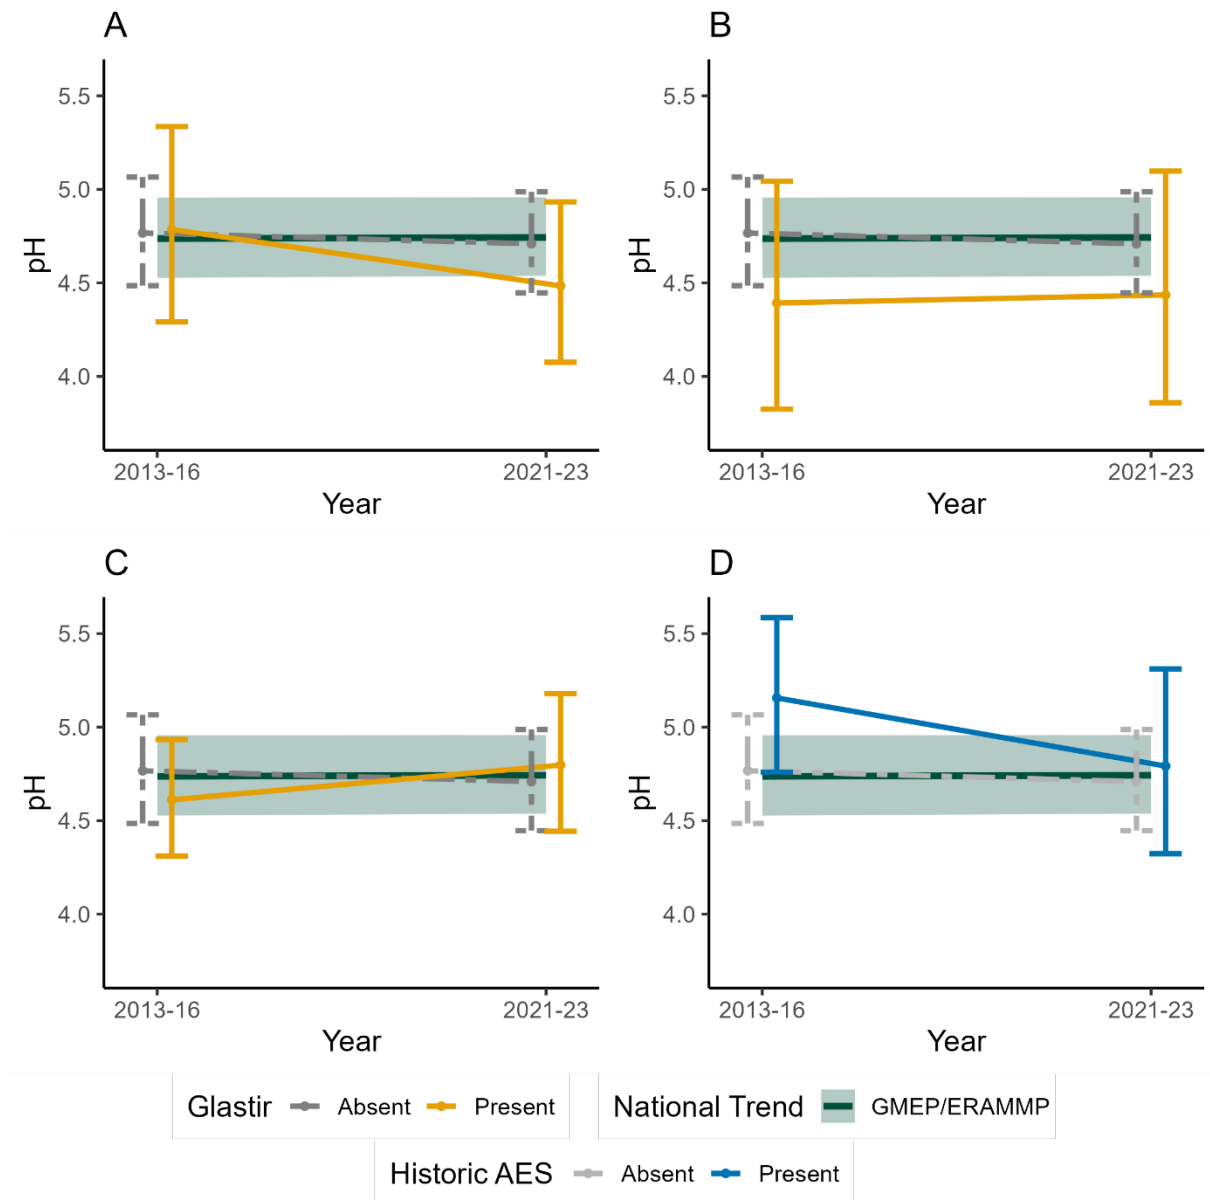 A
B
5.5
5.0
4.5
4.0
pH
2013-16
2021-23
Year
5.5
5.0
4.5
4.0
pH
2013-16
2021-23
Year
C
D
5.5
5.0
4.5
4.0
pH
2013-16
2021-23
Year
5.5
5.0
4.5
4.0
pH
2013-16
2021-23
Year
Glastir Absent Present
National Trend GMEP/ERAMMP
Historic AES Absent Present